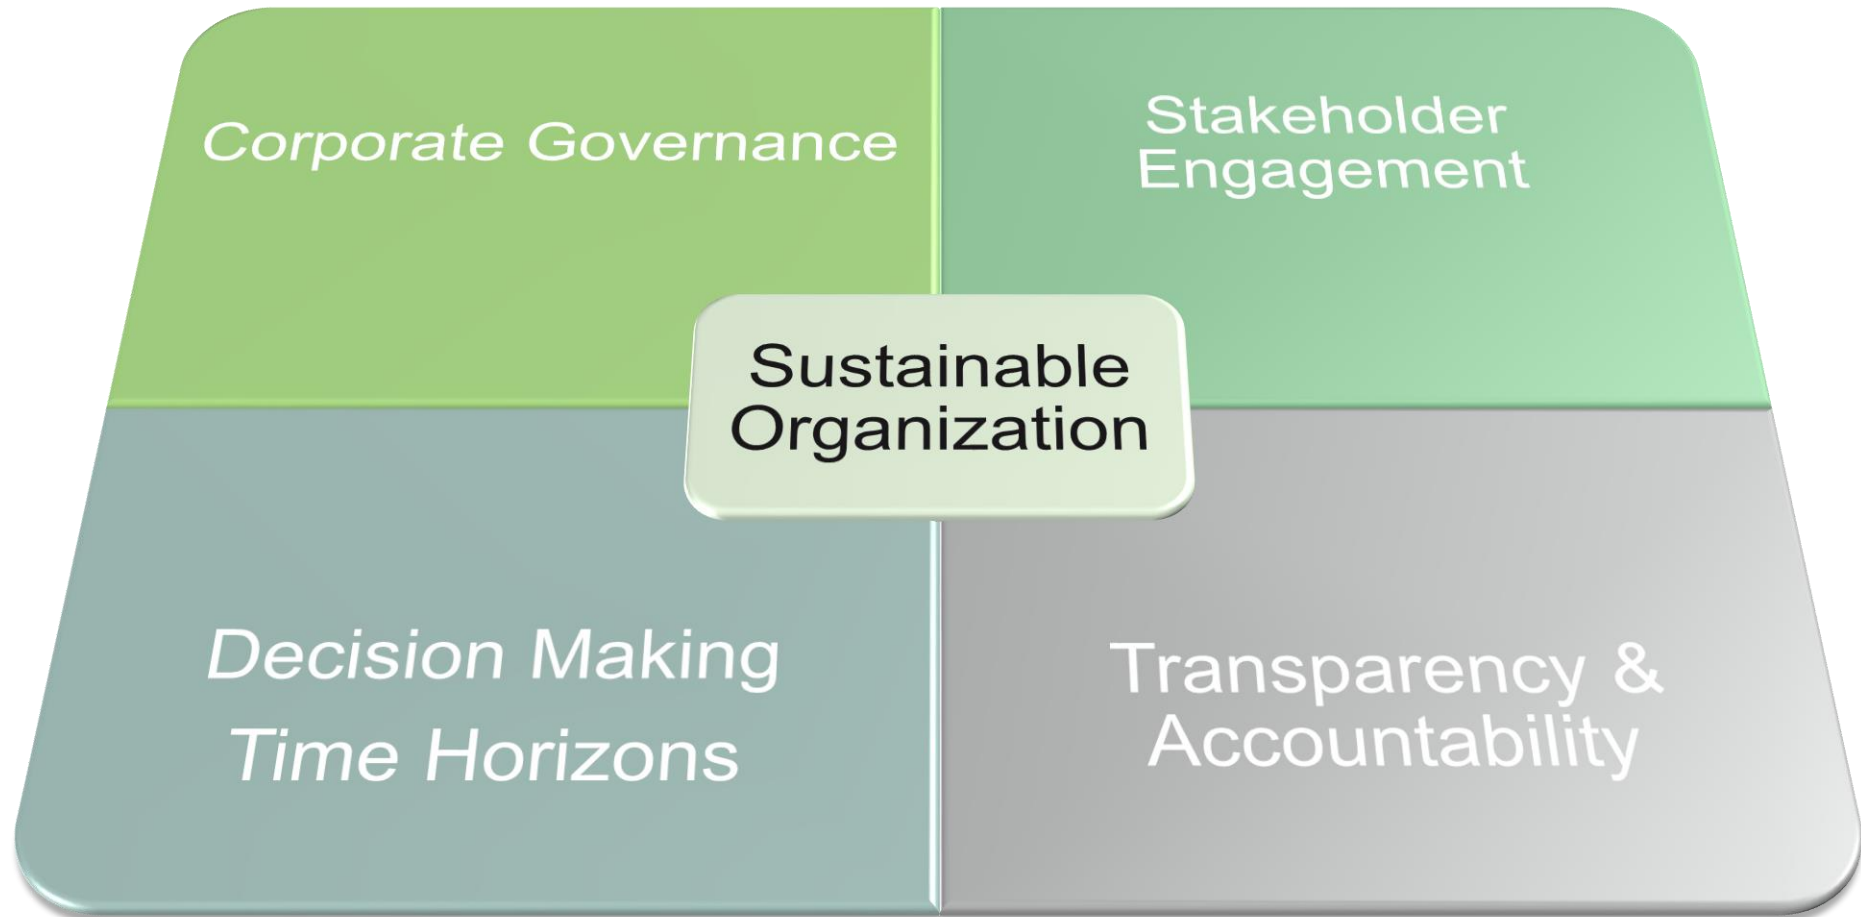 Corporate Governance
Stakeholder
Engagement
Sustainable
Organization
Decision Making
Time Horizons
Transparency &
Accountability